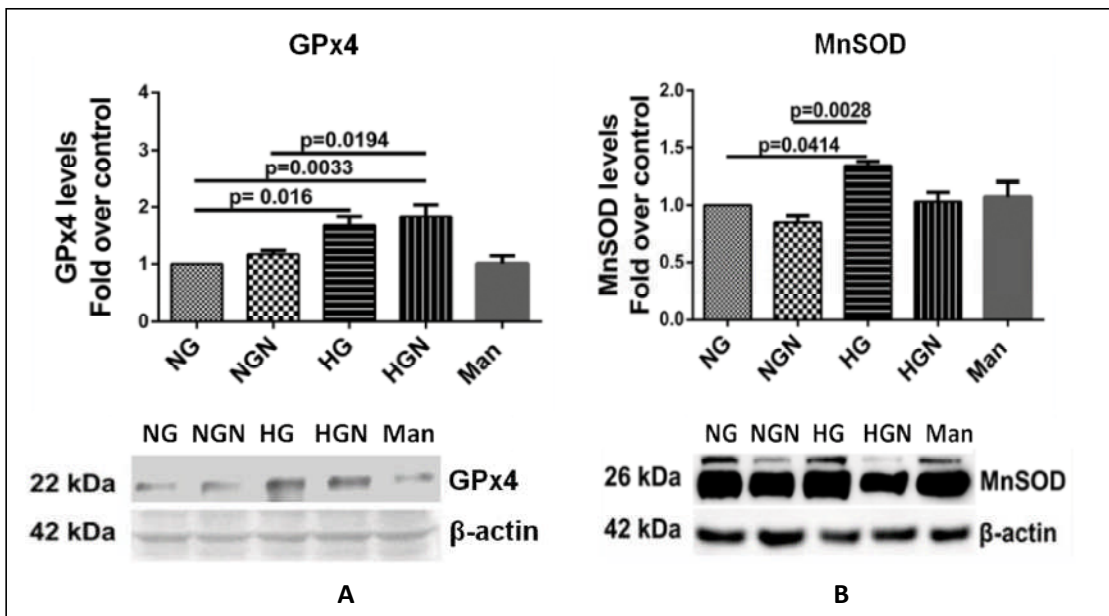 GPx4
GPx4 levels
Fold over control
4
3
2
1
0
p=0.0194
p=0.0033
p= 0.016
NG
NGN
HG
HGN
Man
NG NGN HG HGN Man
22 kDa
GPx4
42 kDa
β-actin
A
MnSOD
MnSOD levels
Fold over control
2.0
1.5
1.0
0.5
0.0
p=0.0028
p=0.0414
NG
NGN
HG
HGN
Man
NG NGN HG HGN Man
26 kDa
MnSOD
42 kDa
β-actin
B